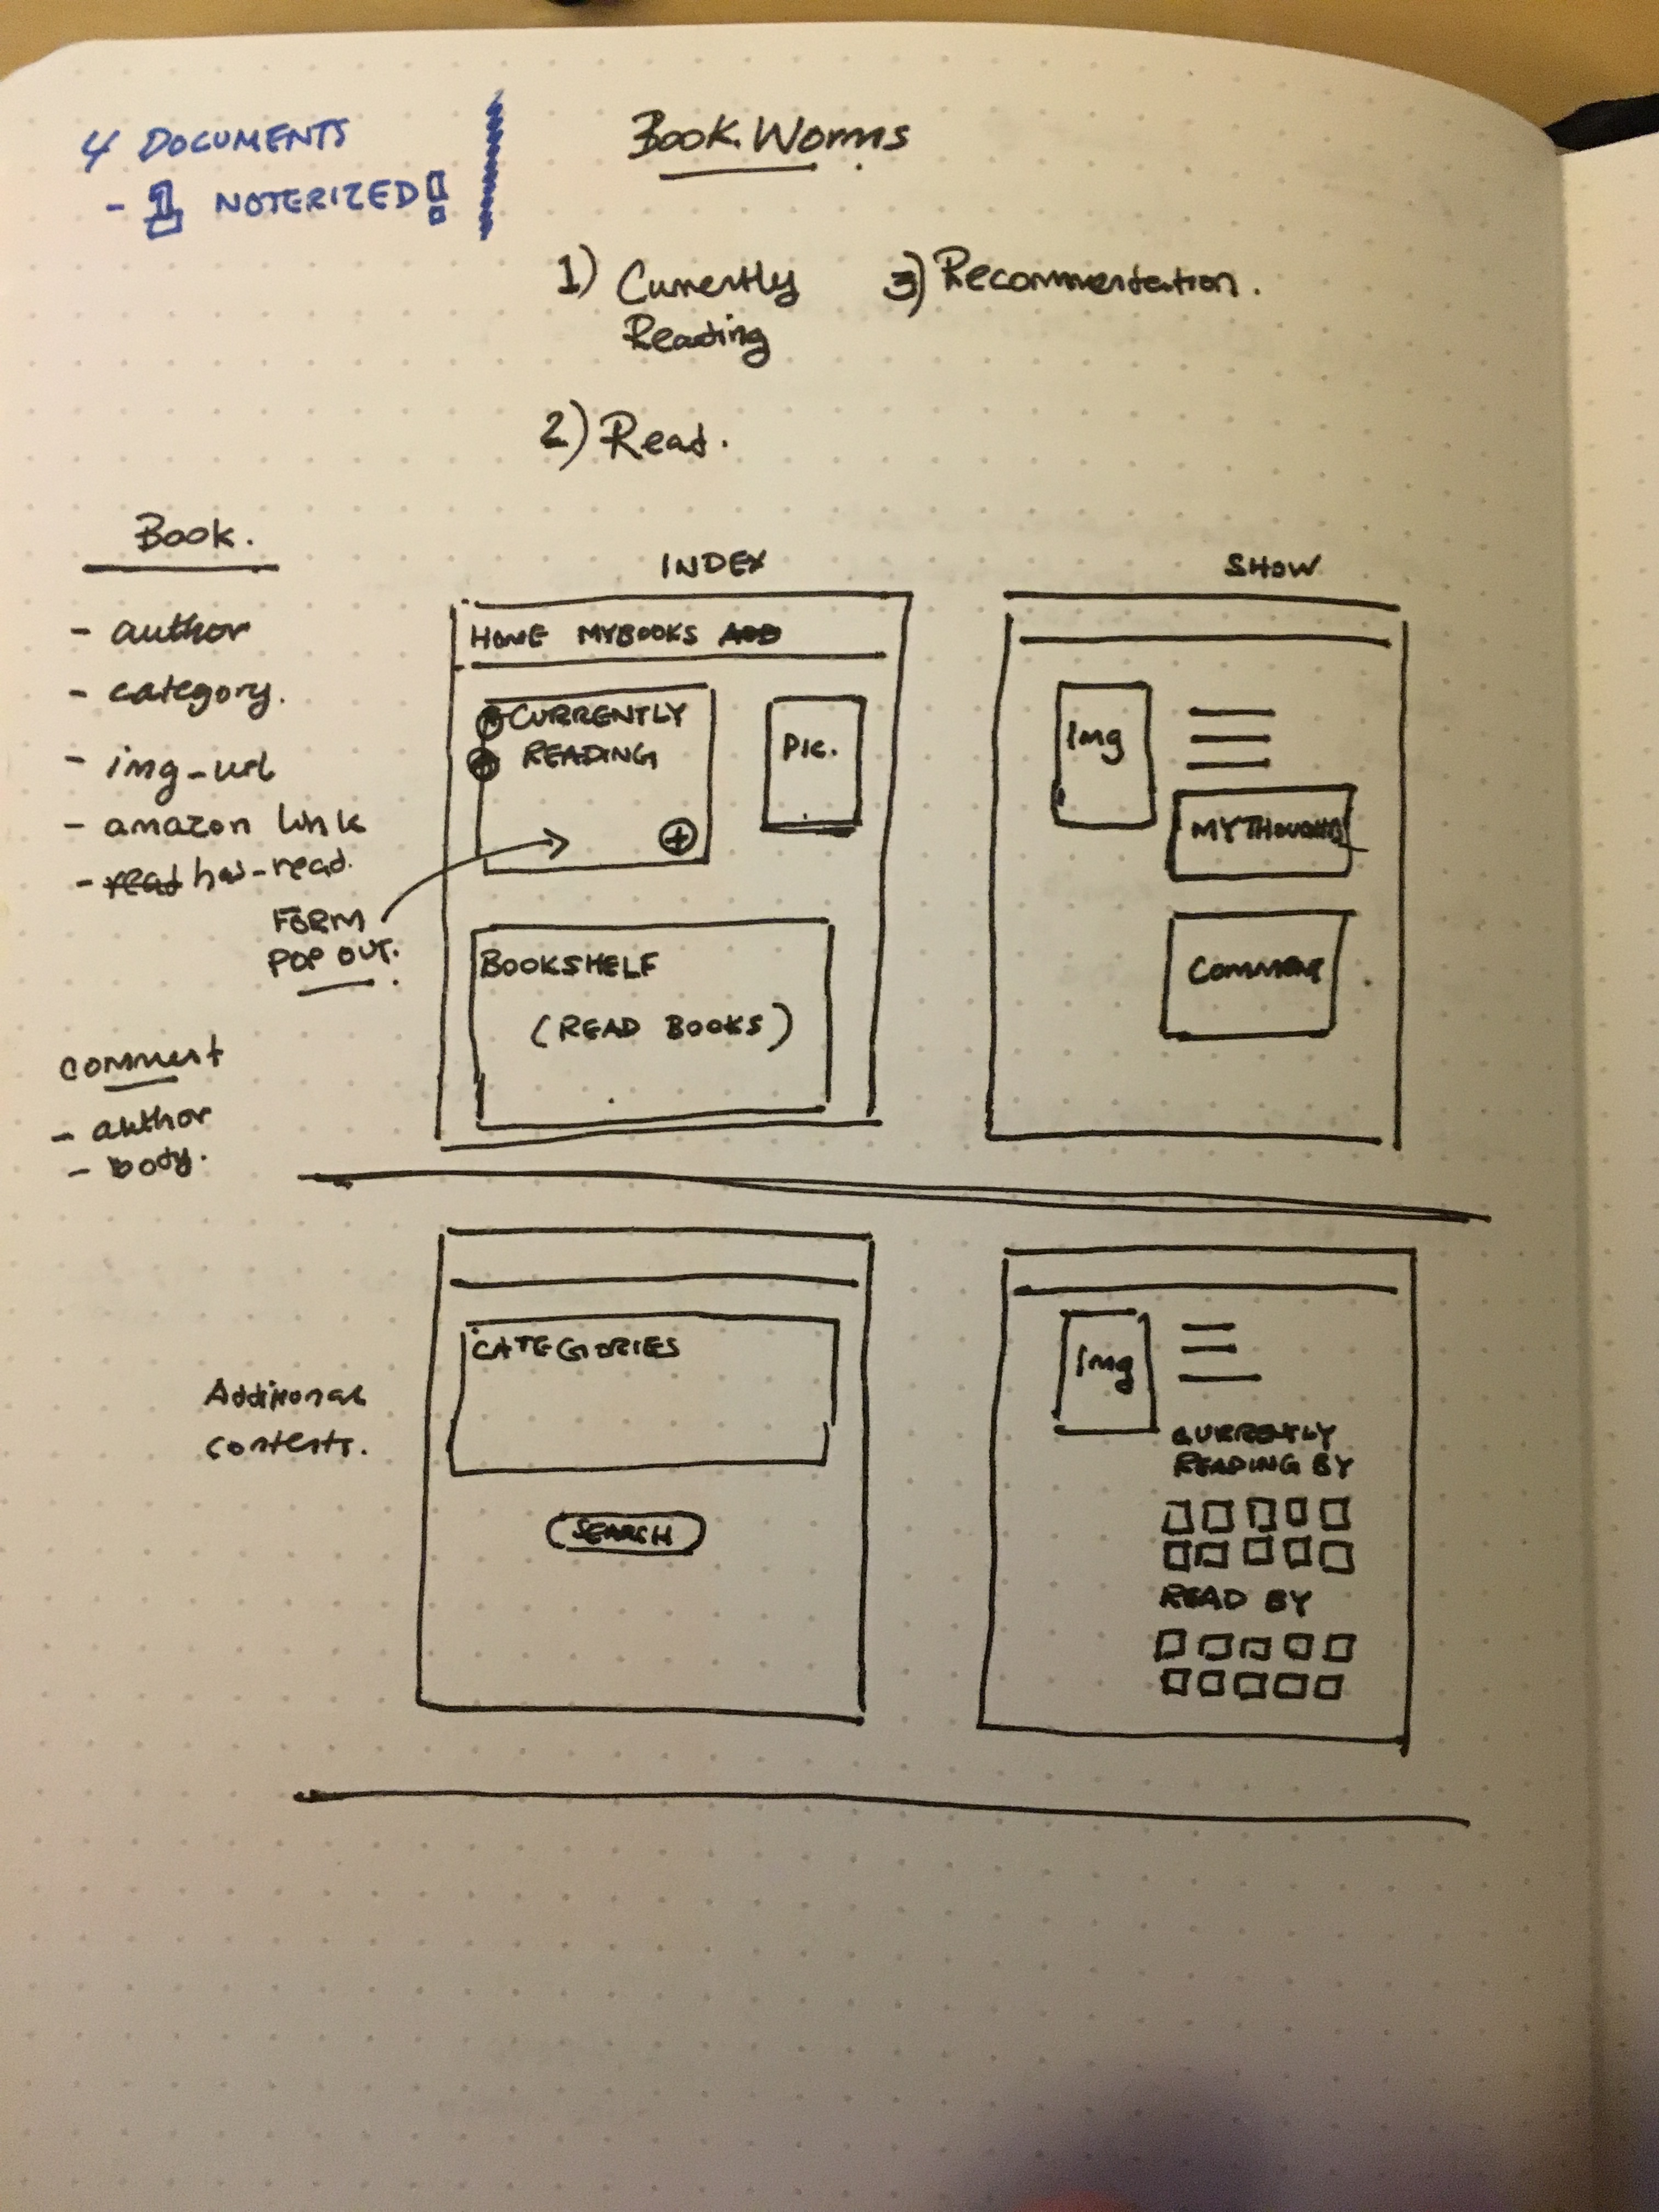 4 DOCUMENTS
- 1 NOTERIZED!
Book Worms
1) Currently
Reading
3) Recommentation.
2) Read.
Book.
- author
- category.
- img-url
- amazon link
- read has-read.
FORM
POP OUT.
comment
- author
- body.
INDEX
HOME MYBOOKS ADD
CURRENTLY
READING
+
PIC.
BOOKSHELF
(READ BOOKS)
SHOW
Img
MY THOUGHTS
COMMENT
Additional
contents.
CATEGORIES
SEARCH
Img
CURRENTLY
READING BY
READ BY